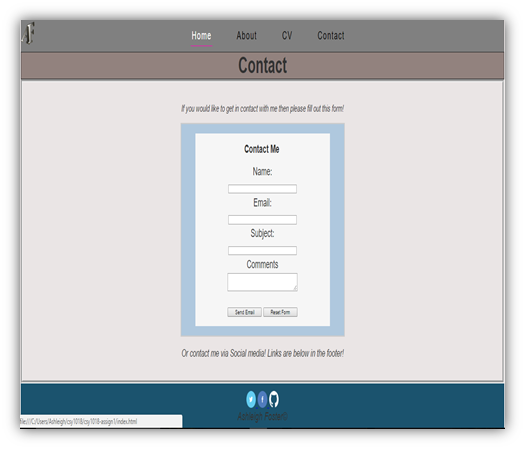 AF
Home About CV Contact
Contact
If you would like to get in contact with me then please fill out this form!
Contact Me
Name:
Email:
Subject:
Comments
Send Email Reset Form
Or contact me via Social media! Links are below in the footer!
Ashleigh
file:///C:/Users/Ashleigh/csy1018/csy1018-assign1/index.html